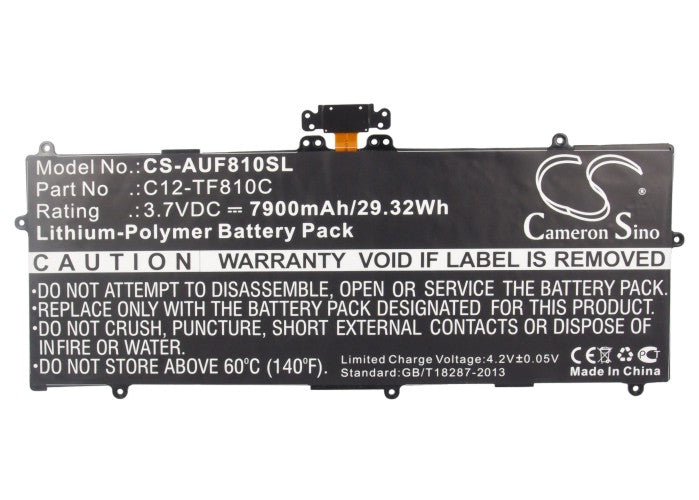 Model No.:CS-AUF810SL
Part No :C12-TF810C
Rating :3.7VDC ⎓ 7900mAh/29.32Wh
Lithium-Polymer Battery Pack
CS
Cameron Sino
CAUTION WARRANTY VOID IF LABEL IS REMOVED
•DO NOT ATTEMPT TO DISASSEMBLE, OPEN OR SERVICE THE BATTERY PACK.
•REPLACE ONLY WITH THE BATTERY PACK DESIGNATED FOR THIS PRODUCT.
•DO NOT CRUSH, PUNCTURE, SHORT EXTERNAL CONTACTS OR DISPOSE OF
IN FIRE OR WATER.
•DO NOT STORE ABOVE 60°C (140°F).
Limited Charge Voltage:4.2V±0.05V
Standard:GB/T18287-2013